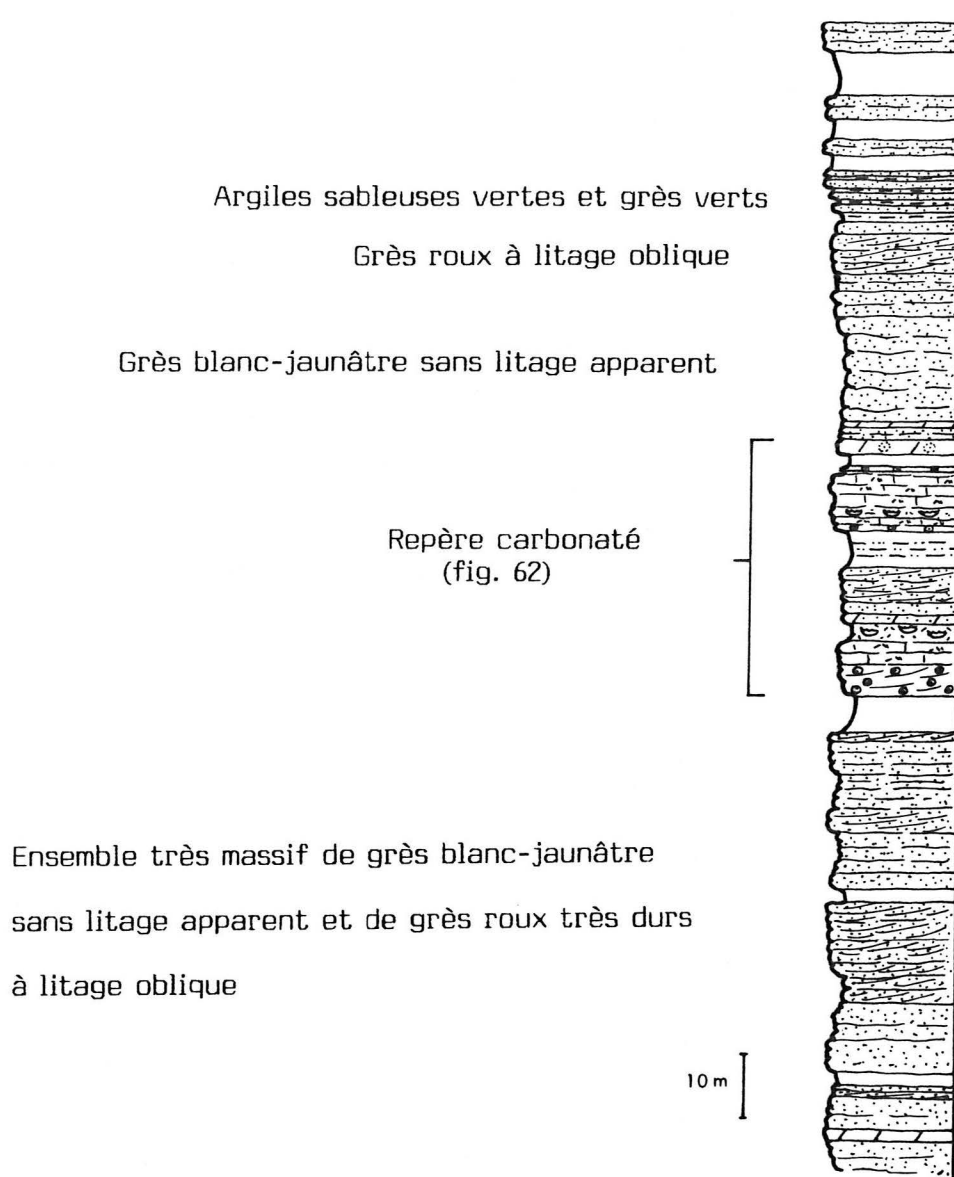 Argiles sableuses vertes et grès verts
Grès roux à litage oblique
Grès blanc-jaunâtre sans litage apparent
Repère carbonaté
(fig. 62)
Ensemble très massif de grès blanc-jaunâtre
sans litage apparent et de grès roux très durs
à litage oblique
10 m